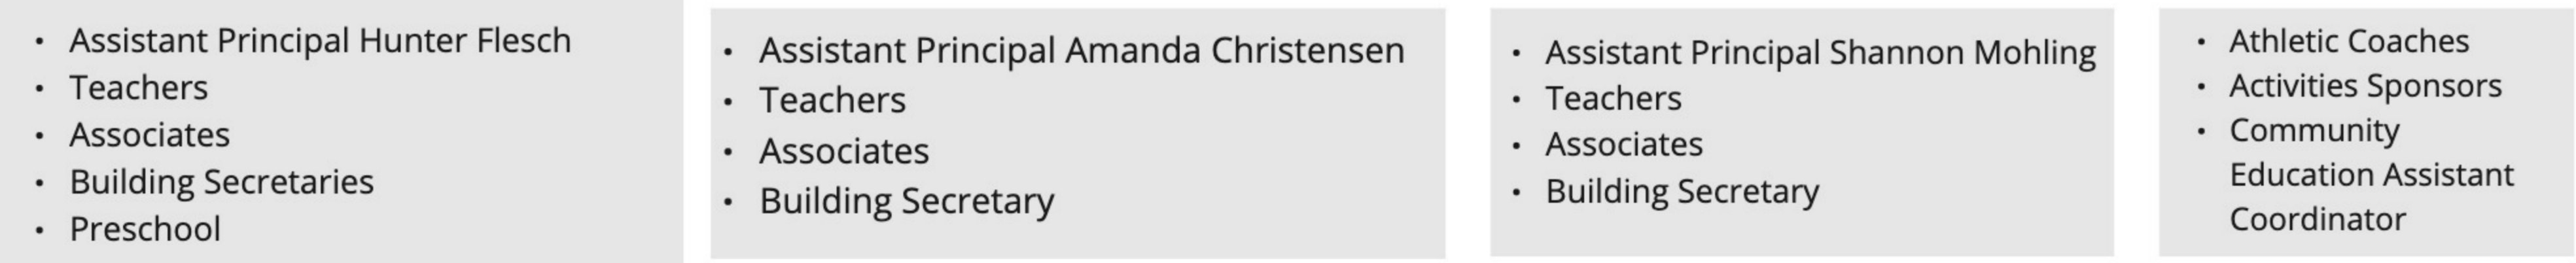 • Assistant Principal Hunter Flesch
• Teachers
• Associates
• Building Secretaries
• Preschool
• Assistant Principal Amanda Christensen
• Teachers
• Associates
• Building Secretary
• Assistant Principal Shannon Mohling
• Teachers
• Associates
• Building Secretary
• Athletic Coaches
• Activities Sponsors
• Community
Education Assistant
Coordinator